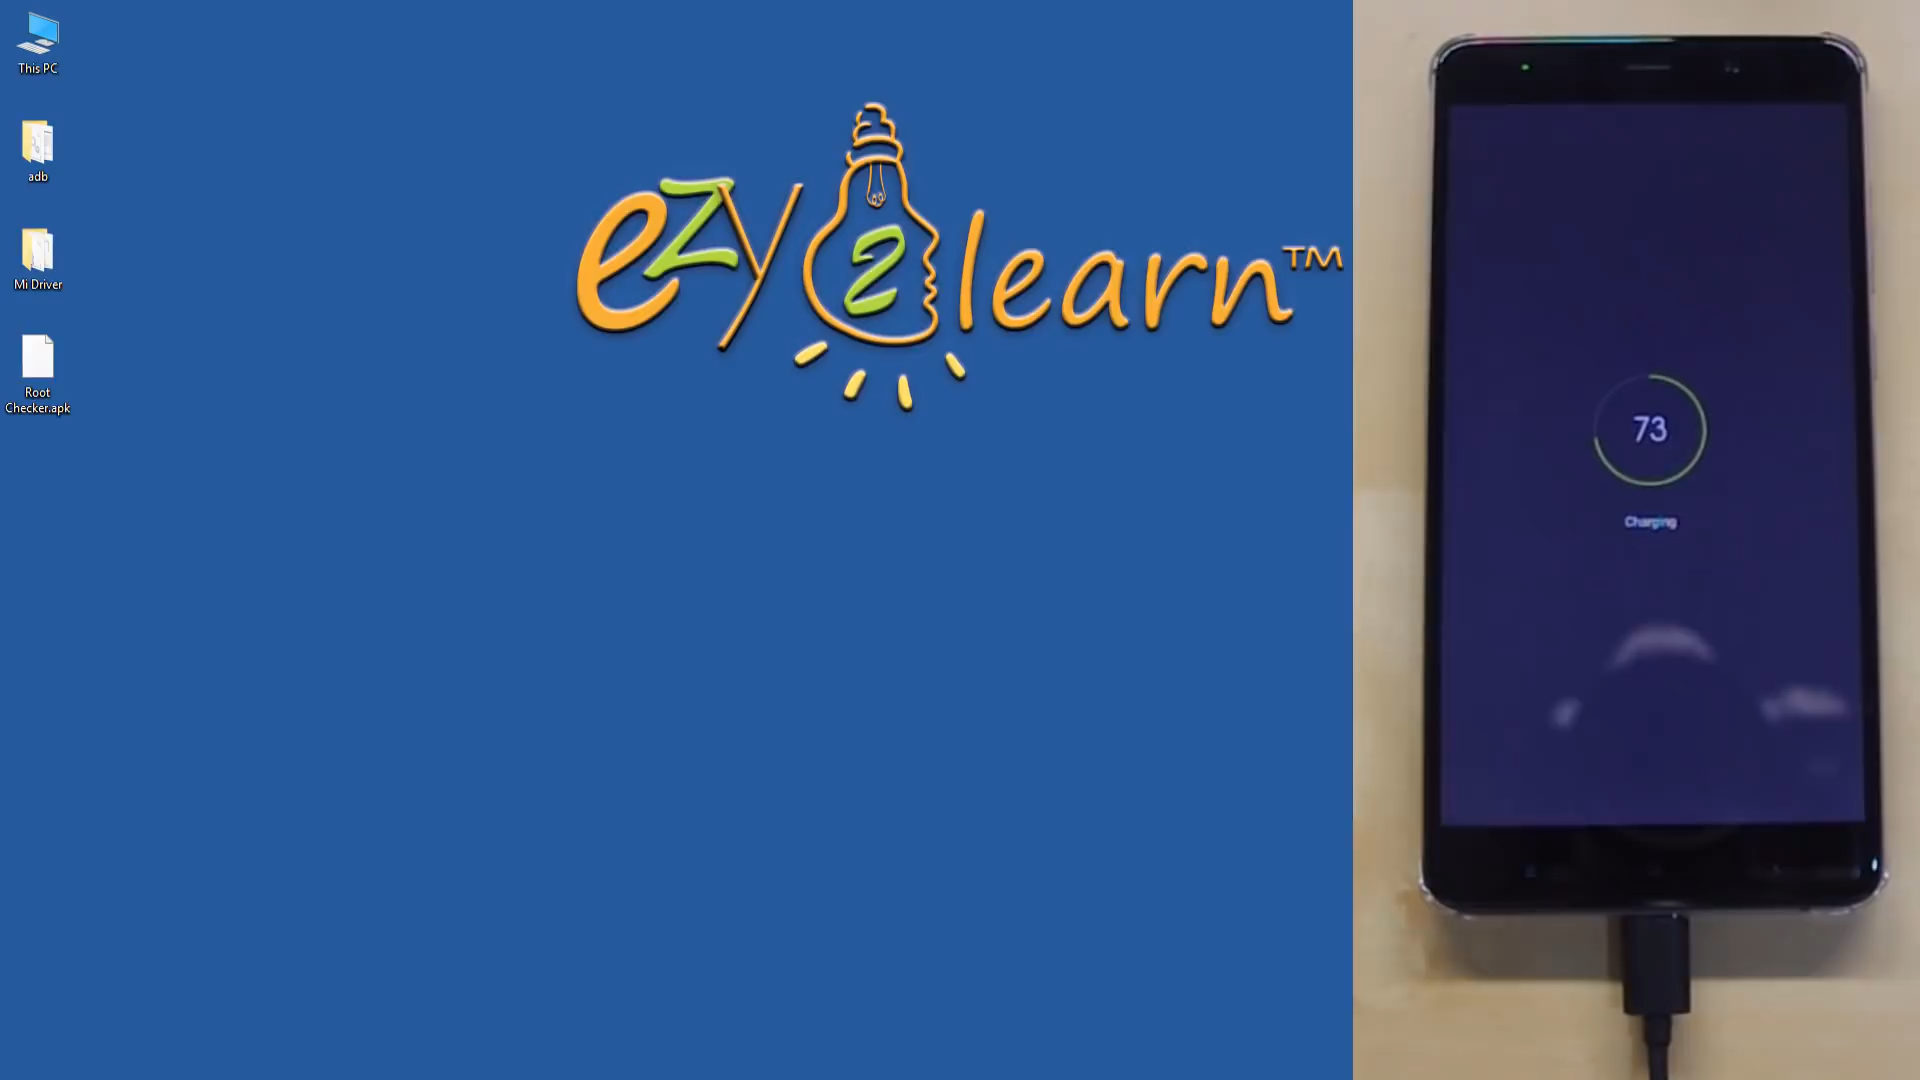 This PC
adb
Mi Driver
Root
Checker.apk
ezy2learn™
73
Charging